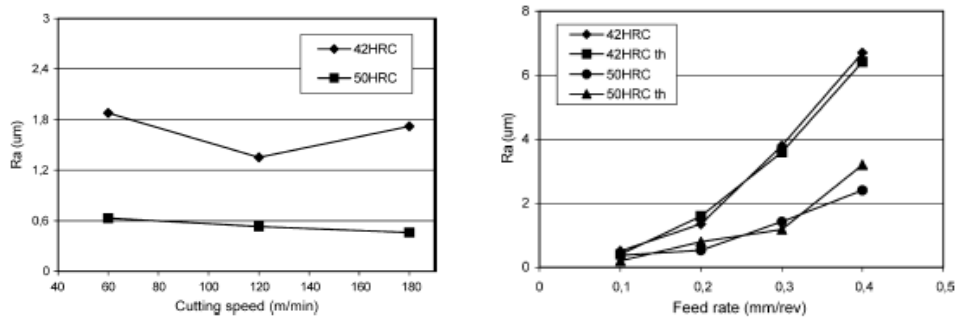 3
2,4
1,8
1,2
0,6
0
Ra (um)
42HRC
50HRC
40 60 80 100 120 140 160 180
Cutting speed (m/min)
8
6
4
2
0
Ra (um)
42HRC
42HRC th
50HRC
50HRC th
0 0,1 0,2 0,3 0,4 0,5
Feed rate (mm/rev)